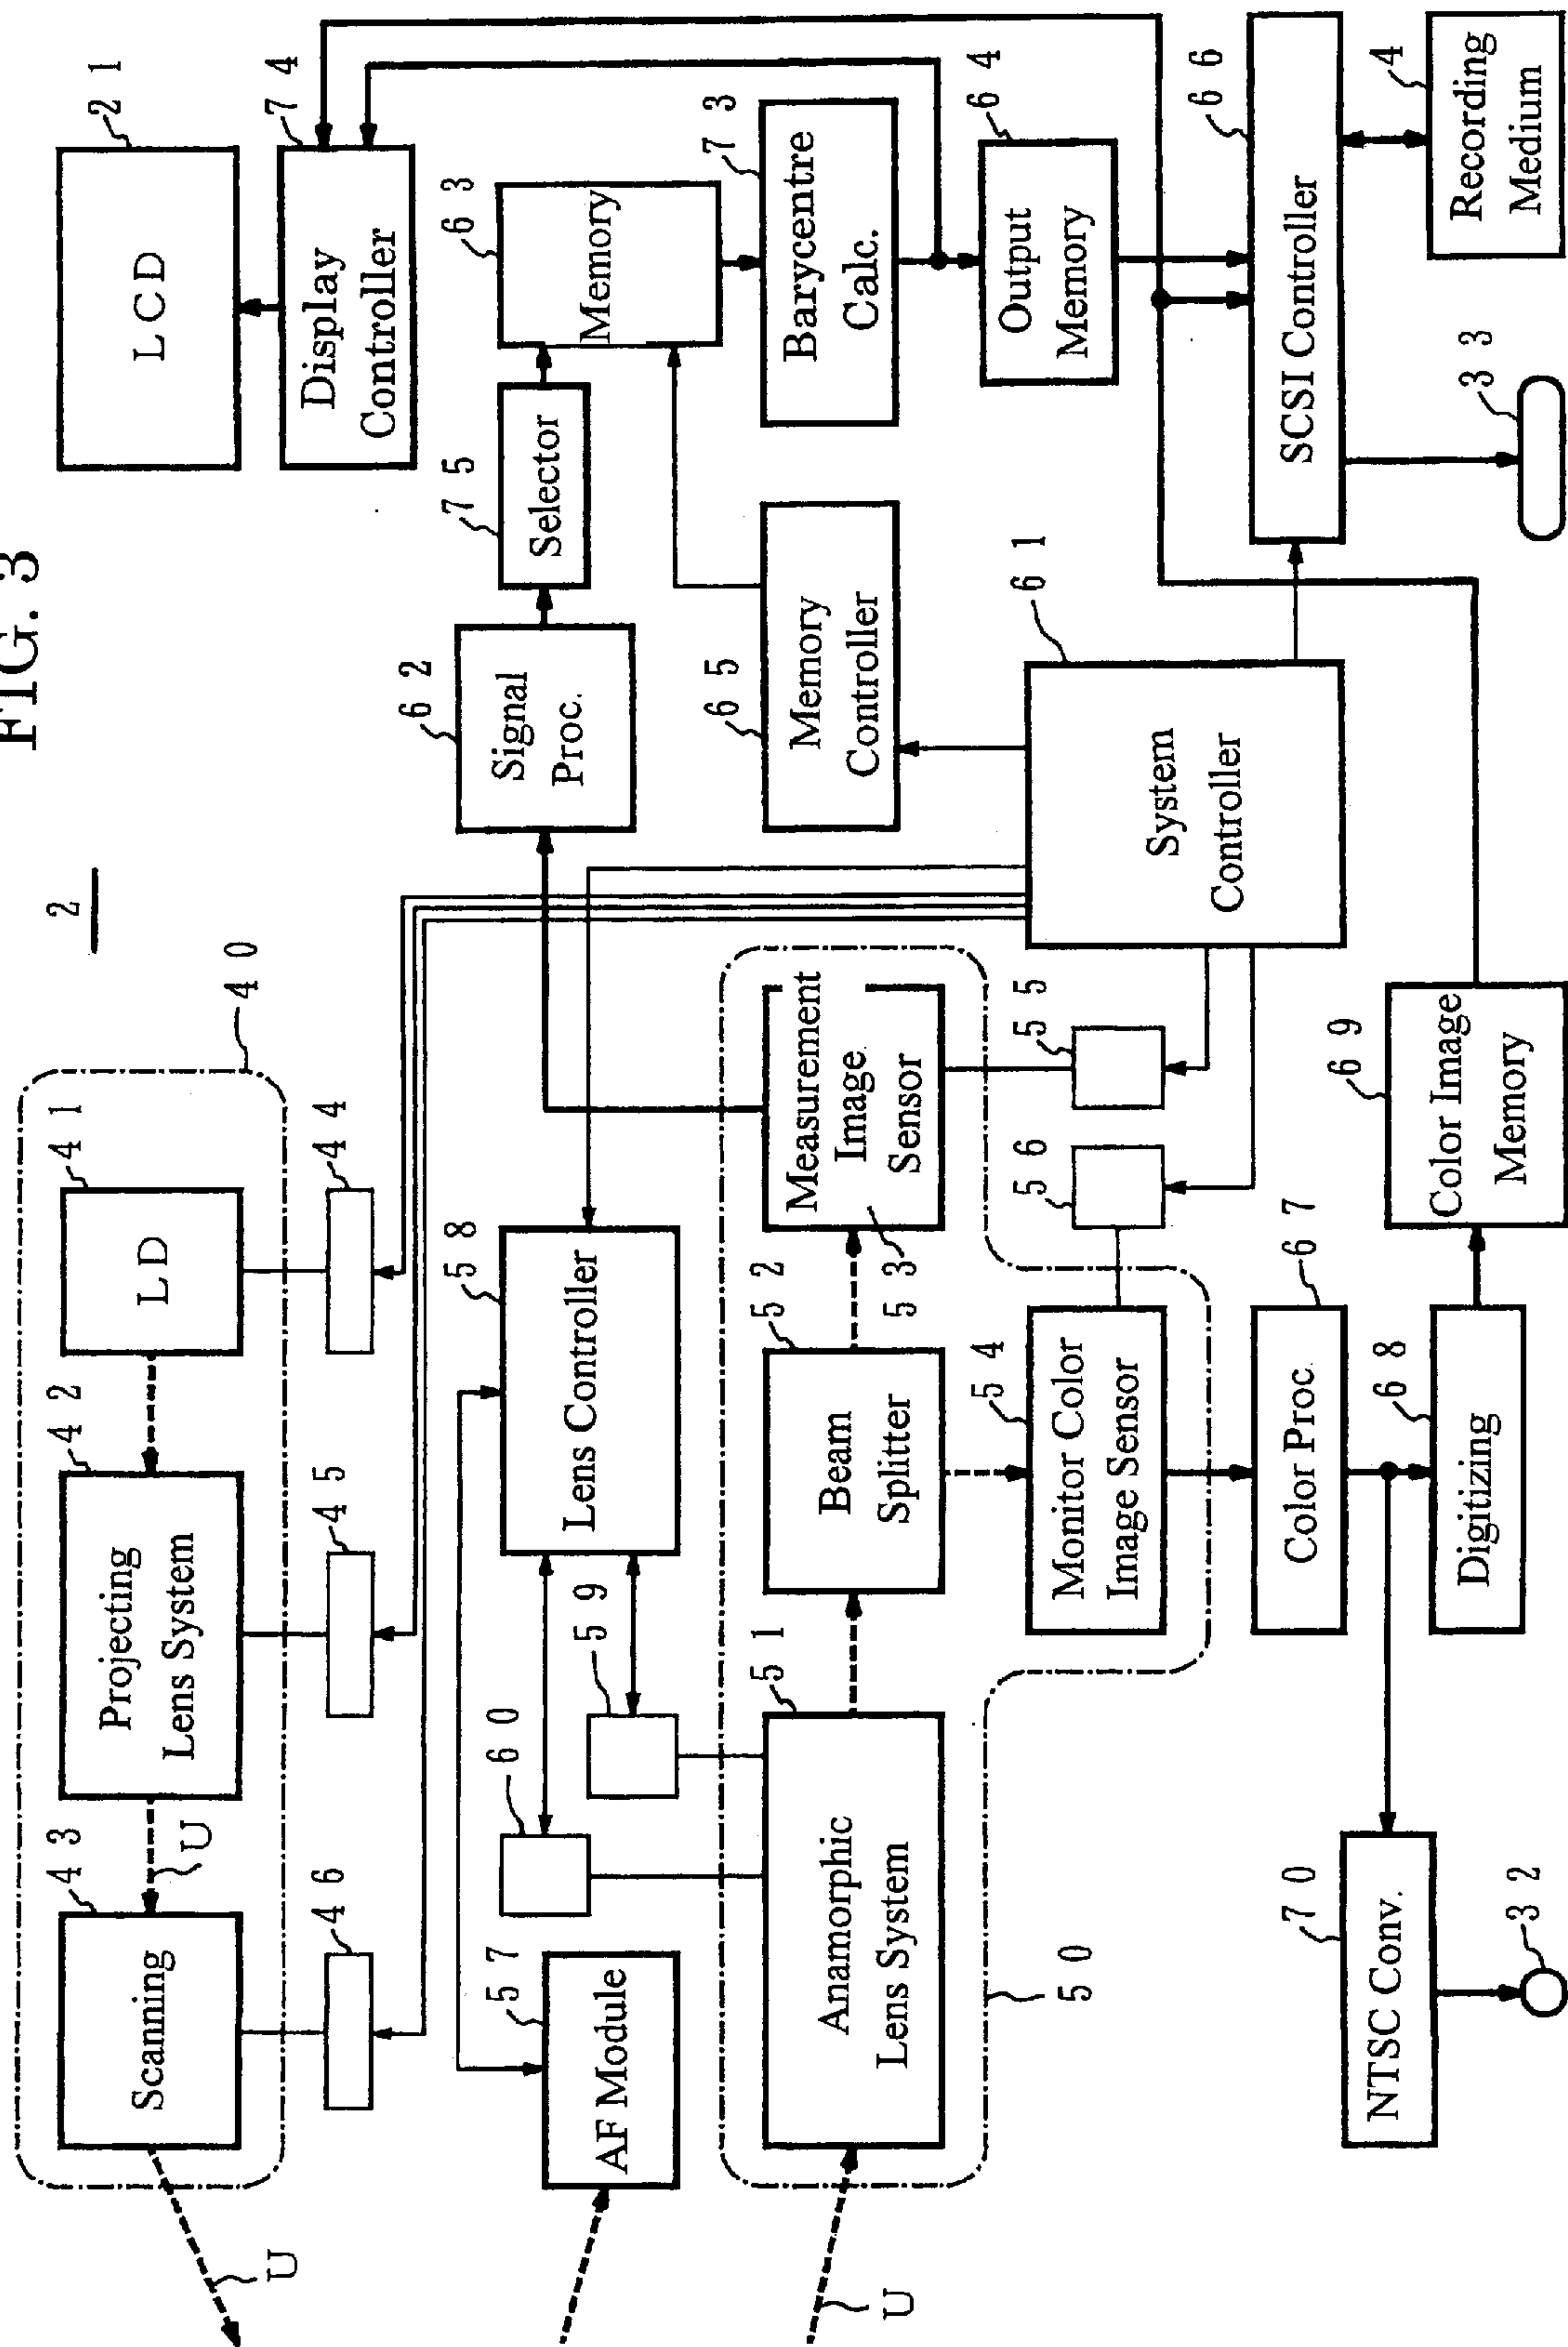 FIG. 3
2
40
43
Scanning
U
42
Projecting
Lens System
41
LD
U
46
45
44
21
LCD
74
Display
Controller
57
AF Module
60
59
58
Lens Controller
62
Signal
Proc.
75
Selector
63
Memory
51
Anamorphic
Lens System
U
50
52
Beam
Splitter
53
Measurement
Image
Sensor
65
Memory
Controller
73
Barycentre
Calc.
54
Monitor Color
Image Sensor
56
55
61
System
Controller
64
Output
Memory
67
Color Proc.
66
SCSI Controller
70
NTSC Conv.
32
68
Digitizing
69
Color Image
Memory
33
4
Recording
Medium